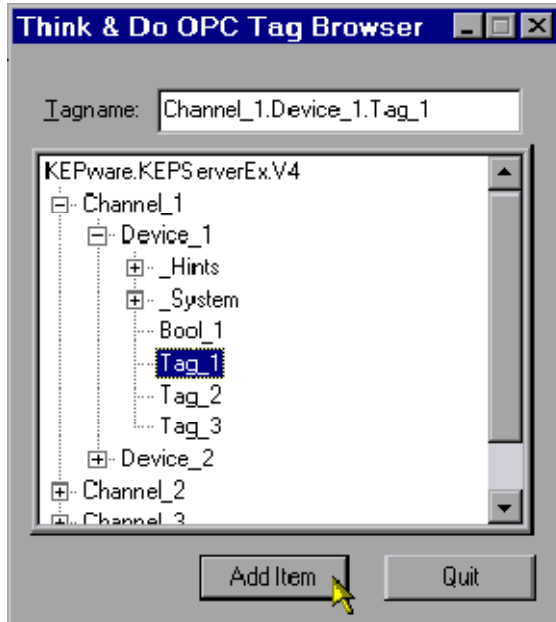 Think & Do OPC Tag Browser
Tagname: Channel_1.Device_1.Tag_1
KEPware.KEPServerEx.V4
Channel_1
Device_1
_Hints
_System
Bool_1
Tag_1
Tag_2
Tag_3
Device_2
Channel_2
Channel_3
Add Item Quit